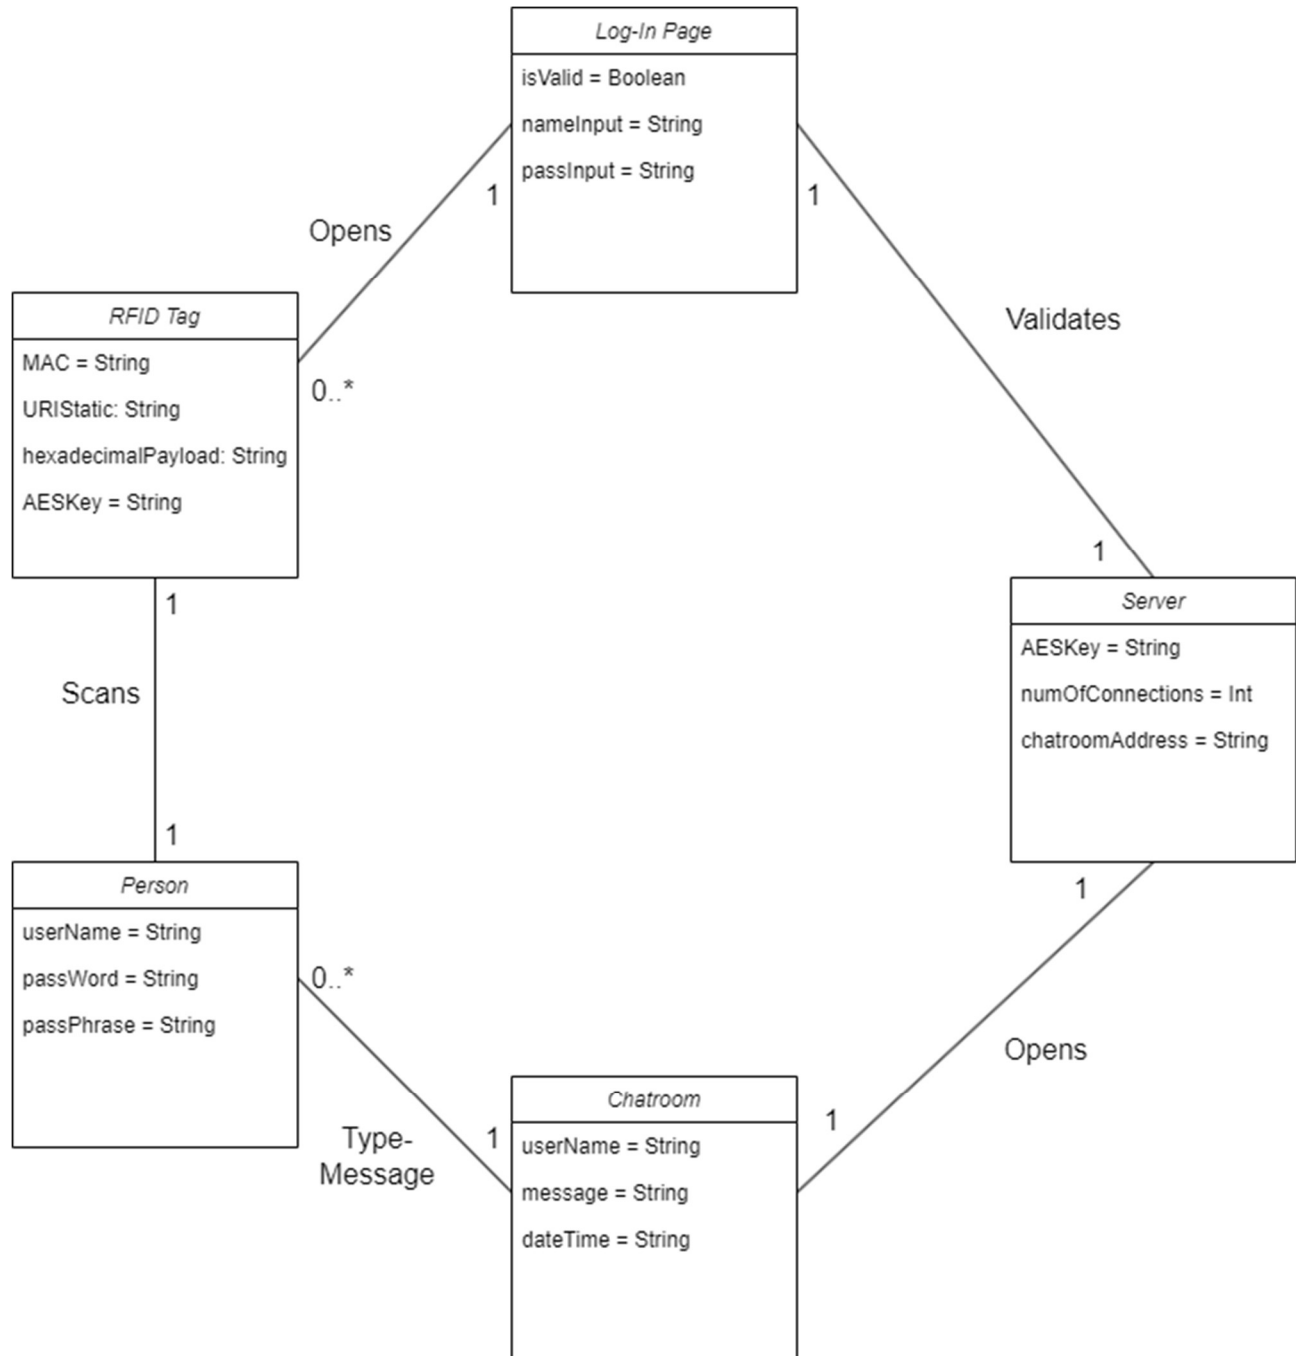 Log-In Page
isValid = Boolean
nameInput = String
passInput = String
1
1
Opens
Validates
RFID Tag
MAC = String
URIStatic: String
hexadecimalPayload: String
AESKey = String
0..*
1
Scans
1
1
Server
AESKey = String
numOfConnections = Int
chatroomAddress = String
1
Person
userName = String
passWord = String
passPhrase = String
0..*
Type-
Message
1
Opens
1
Chatroom
userName = String
message = String
dateTime = String